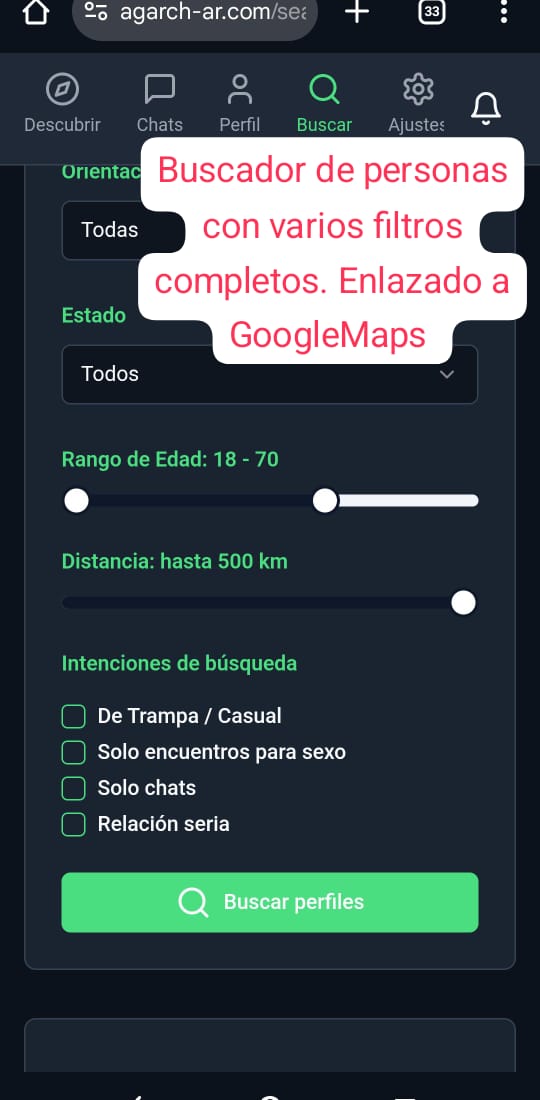 agarch-ar.com/sea
33
Descubrir
Chats
Perfil
Buscar
Ajustes
Buscador de personas
con varios filtros
completos. Enlazado a
GoogleMaps
Orientac
Todas
Estado
Todos
Rango de Edad: 18 - 70
Distancia: hasta 500 km
Intenciones de búsqueda
De Trampa / Casual
Solo encuentros para sexo
Solo chats
Relación seria
Buscar perfiles